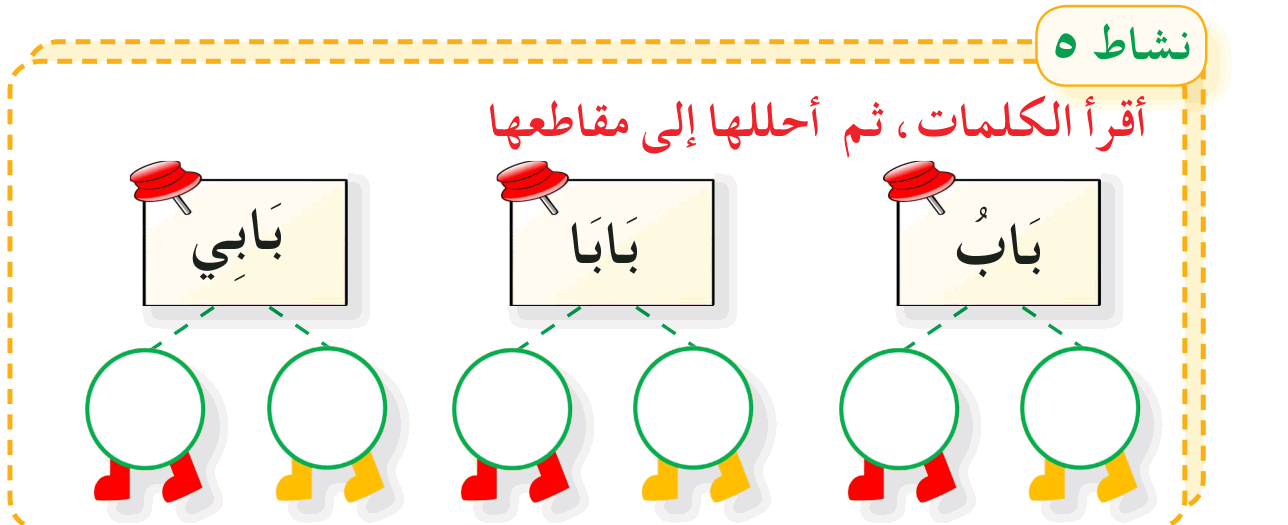 نشاط ٥
أقرأ الكلمات، ثم أحللها إلى مقاطعها
بَابُ
بَابَا
بَابِي